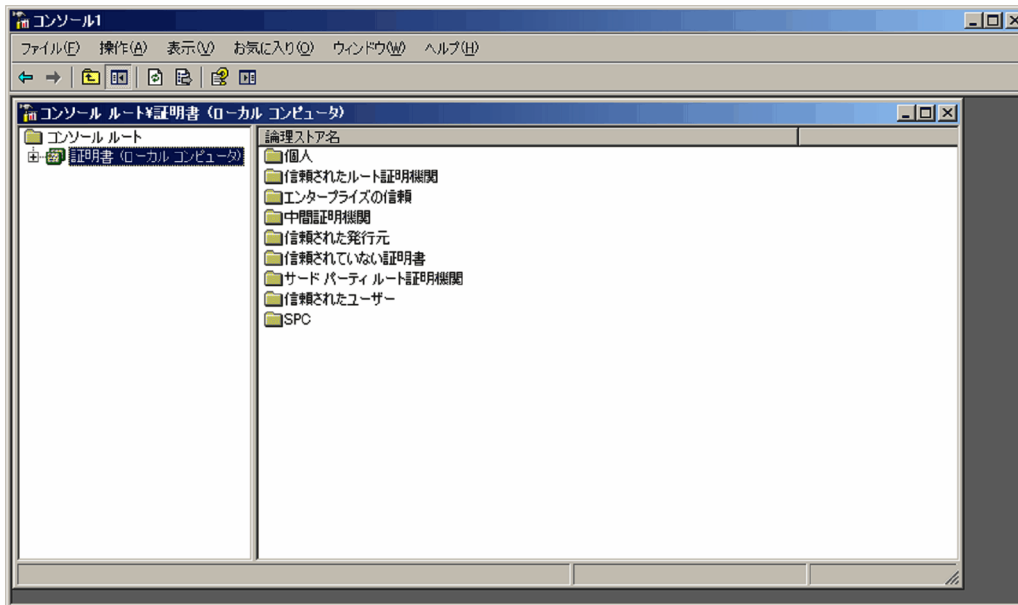 コンソール1
ファイル(F) 操作(A) 表示(V) お気に入り(O) ウィンドウ(W) ヘルプ(H)
コンソール ルート¥証明書 (ローカル コンピュータ)
コンソール ルート
証明書 (ローカル コンピュータ)
論理ストア名
個人
信頼されたルート証明機関
エンタープライズの信頼
中間証明機関
信頼された発行元
信頼されていない証明書
サード パーティ ルート証明機関
信頼されたユーザー
SPC